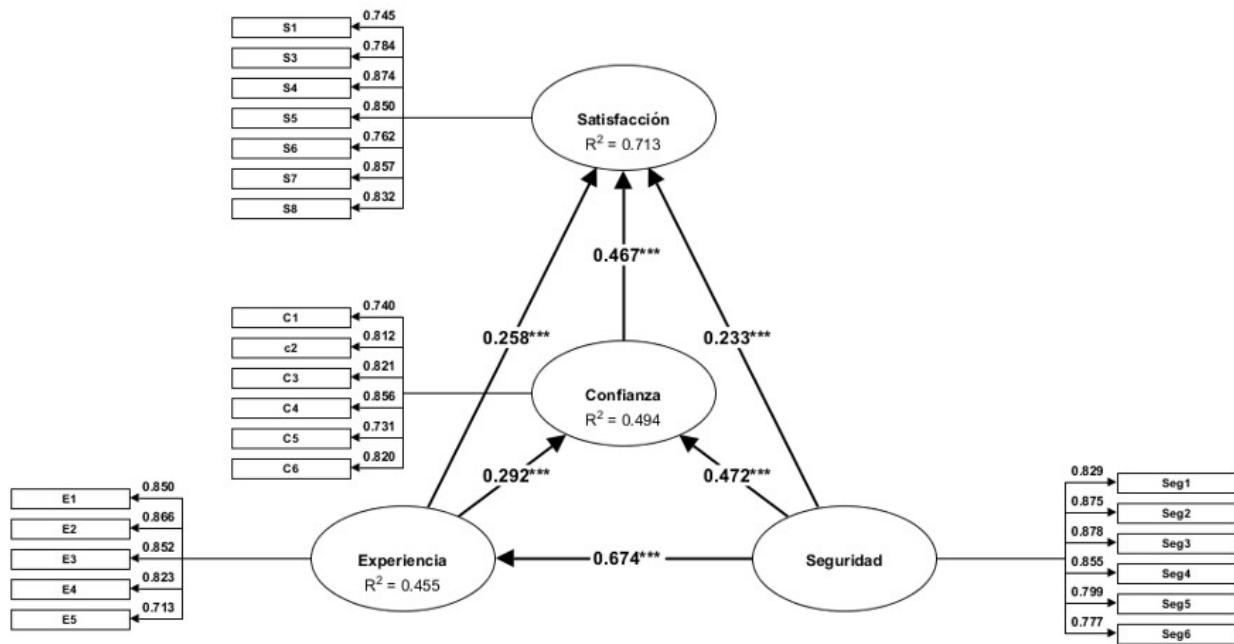 0.745
S1
0.784
S3
0.874
S4
0.850
S5
0.762
S6
0.857
S7
0.832
S8
Satisfacción
R² = 0.713
0.467***
0.258***
0.233***
0.740
C1
0.812
c2
0.821
C3
0.856
C4
0.731
C5
0.820
C6
Confianza
R² = 0.494
0.292***
0.472***
0.850
E1
0.866
E2
0.852
E3
0.823
E4
0.713
E5
Experiencia
R² = 0.455
0.674***
Seguridad
0.829
Seg1
0.875
Seg2
0.878
Seg3
0.855
Seg4
0.799
Seg5
0.777
Seg6